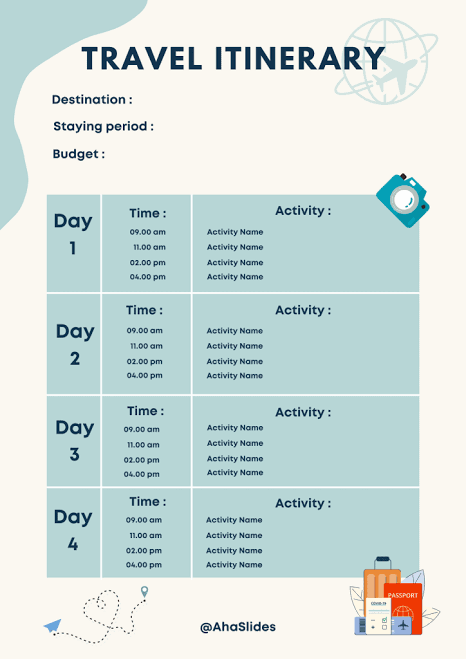 TRAVEL ITINERARY
Destination :
Staying period :
Budget :
Day
1
Time :
Activity :
09.00 am Activity Name
11.00 am Activity Name
02.00 pm Activity Name
04.00 pm Activity Name
Day
2
Time :
Activity :
09.00 am Activity Name
11.00 am Activity Name
02.00 pm Activity Name
04.00 pm Activity Name
Day
3
Time :
Activity :
09.00 am Activity Name
11.00 am Activity Name
02.00 pm Activity Name
04.00 pm Activity Name
Day
4
Time :
Activity :
09.00 am Activity Name
11.00 am Activity Name
02.00 pm Activity Name
04.00 pm Activity Name
PASSPORT
COVID-19
@AhaSlides